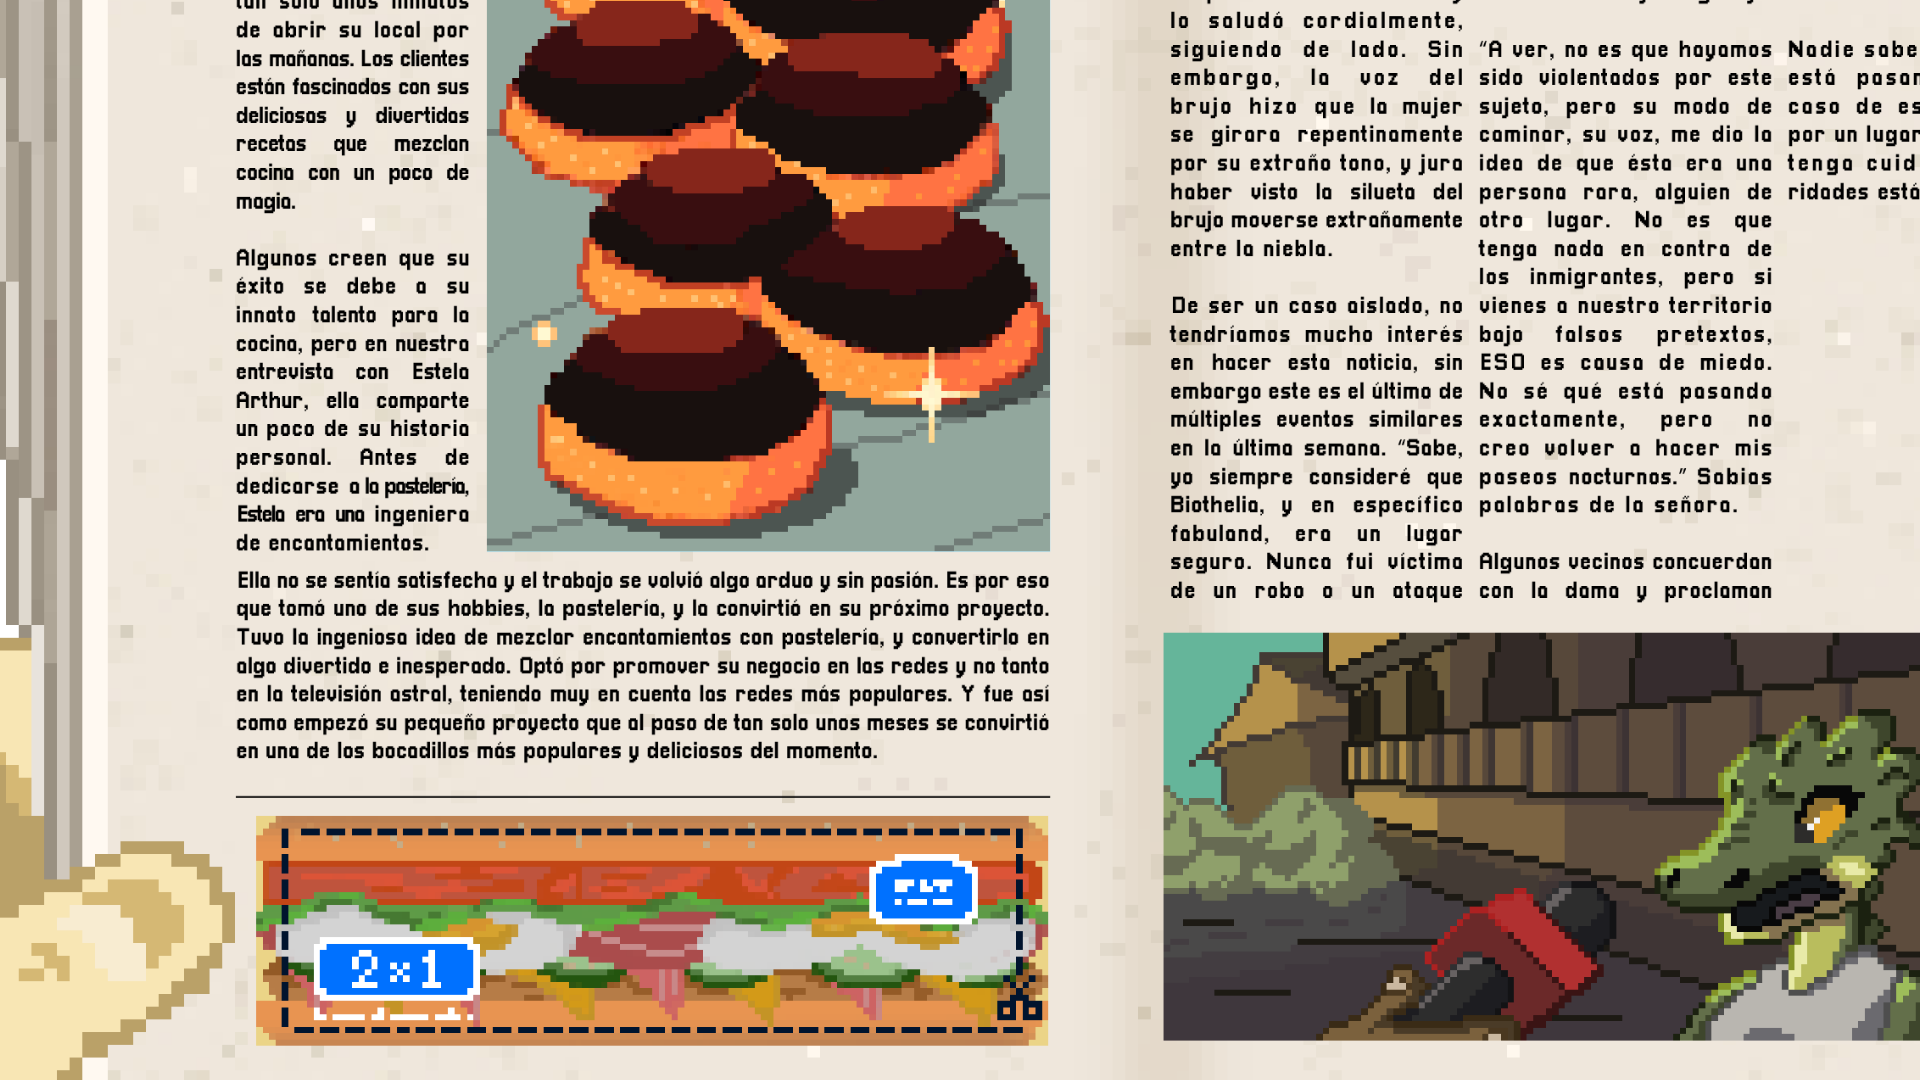 de abrir su local por
las mañanas. Los clientes
están fascinados con sus
deliciosas y divertidas
recetas que mezclan
cocina con un poco de
magia.
Algunos creen que su
éxito se debe a su
innato talento para la
cocina, pero en nuestra
entrevista con Estela
Arthur, ella comparte
un poco de su historia
personal. Antes de
dedicarse a la pastelería,
Estela era una ingeniera
de encantamientos.
Ella no se sentía satisfecha y el trabajo se volvió algo arduo y sin pasión. Es por eso
que tomó uno de sus hobbies, la pastelería, y la convirtió en su próximo proyecto.
Tuvo la ingeniosa idea de mezclar encantamientos con pastelería, y convertirlo en
algo divertido e inesperado. Optó por promover su negocio en las redes y no tanto
en la televisión astral, teniendo muy en cuenta las redes más populares. Y fue así
como empezó su pequeño proyecto que al paso de tan solo unos meses se convirtió
en una de los bocadillos más populares y deliciosos del momento.
2x1
lo saludó cordialmente,
siguiendo de lado. Sin
embargo, la voz del
brujo hizo que la mujer
se girara repentinamente
por su extraño tono, y jura
haber visto la silueta del
brujo moverse extrañamente
entre la niebla.
De ser un caso aislado, no
tendríamos mucho interés
en hacer esta noticia, sin
embargo este es el último de
múltiples eventos similares
en la última semana. "Sabe,
yo siempre consideré que
Biothelia, y en específico
fabuland, era un lugar
seguro. Nunca fui víctima
de un robo o un ataque
"A ver, no es que hayamos
sido violentados por este
sujeto, pero su modo de
caminar, su voz, me dio la
idea de que ésta era una
persona rara, alguien de
otro lugar. No es que
tenga nada en contra de
los inmigrantes, pero si
vienes a nuestro territorio
bajo falsos pretextos,
ESO es causa de miedo.
No sé qué está pasando
exactamente, pero no
creo volver a hacer mis
paseos nocturnos." Sabias
palabras de la señora.
Algunos vecinos concuerdan
con la dama y proclaman
Nadie sabe
está pasan
caso de es
por un lugar
tenga cuid
ridades está